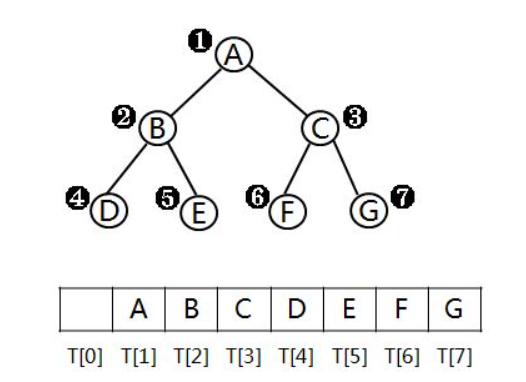 ❶ A
❷ B C ❸
❹ D ❺ E ❻ F G ❼
A B C D E F G
T[0] T[1] T[2] T[3] T[4] T[5] T[6] T[7]